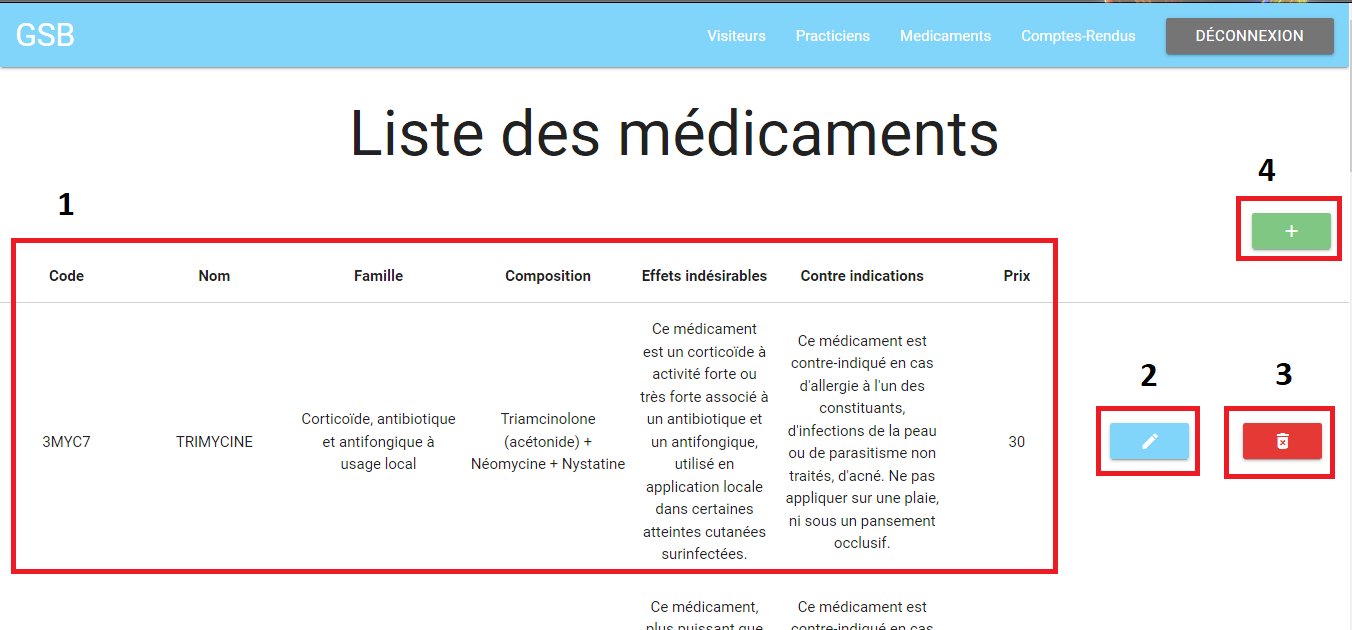 GSB
Visiteurs
Practiciens
Medicaments
Comptes-Rendus
DÉCONNEXION
Liste des médicaments
4
1
Code
Nom
Famille
Composition
Effets indésirables
Contre indications
Prix
3MYC7
TRIMYCINE
Corticoïde, antibiotique
et antifongique à
usage local
Triamcinolone
(acétonide) +
Néomycine + Nystatine
Ce médicament
est un corticoïde à
activité forte ou
très forte associé à
un antibiotique et
un antifongique,
utilisé en
application locale
dans certaines
atteintes cutanées
surinfectées.
Ce médicament est
contre-indiqué en cas
d'allergie à l'un des
constituants,
d'infections de la peau
ou de parasitisme non
traités, d'acné. Ne pas
appliquer sur une plaie,
ni sous un pansement
occlusif.
30
2
3
Ce médicament,
plus puissant que
Ce médicament est
contre-indiqué en cas